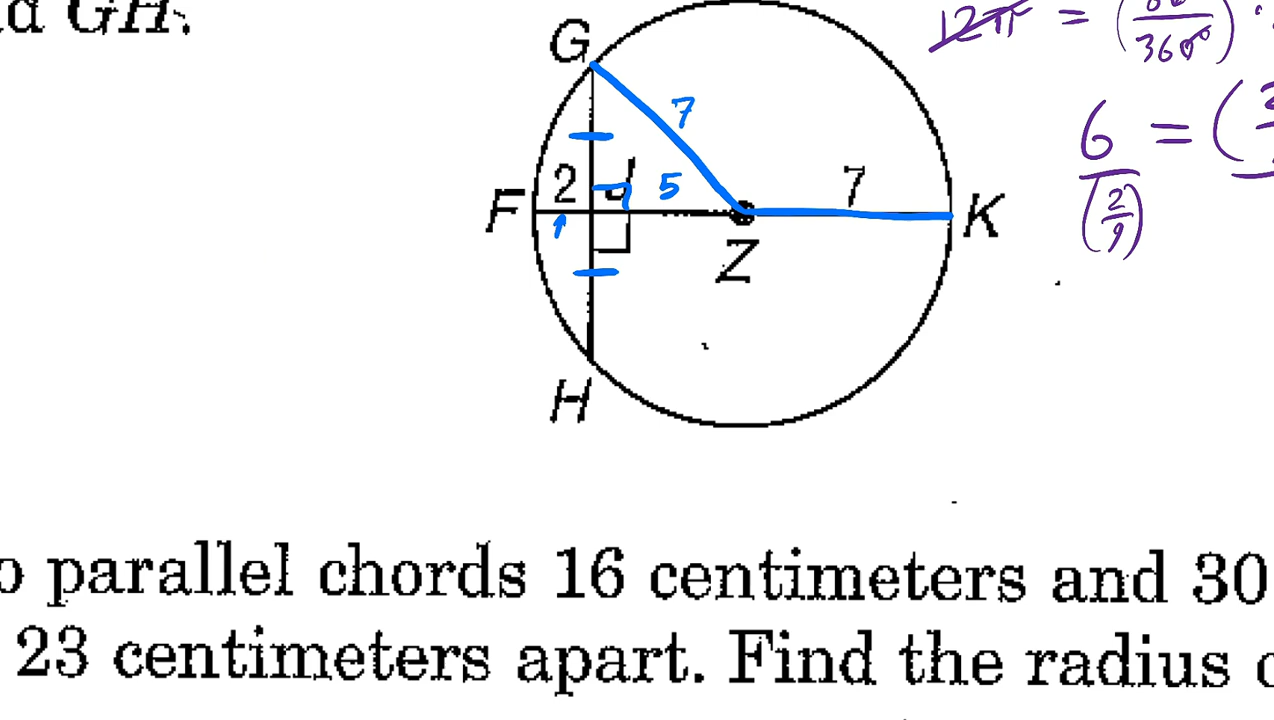 GH.
G
12π =
360°
7
6 = (
(2/9)
2 d 5 7
F K
Z
H
parallel chords 16 centimeters and 30
23 centimeters apart. Find the radius